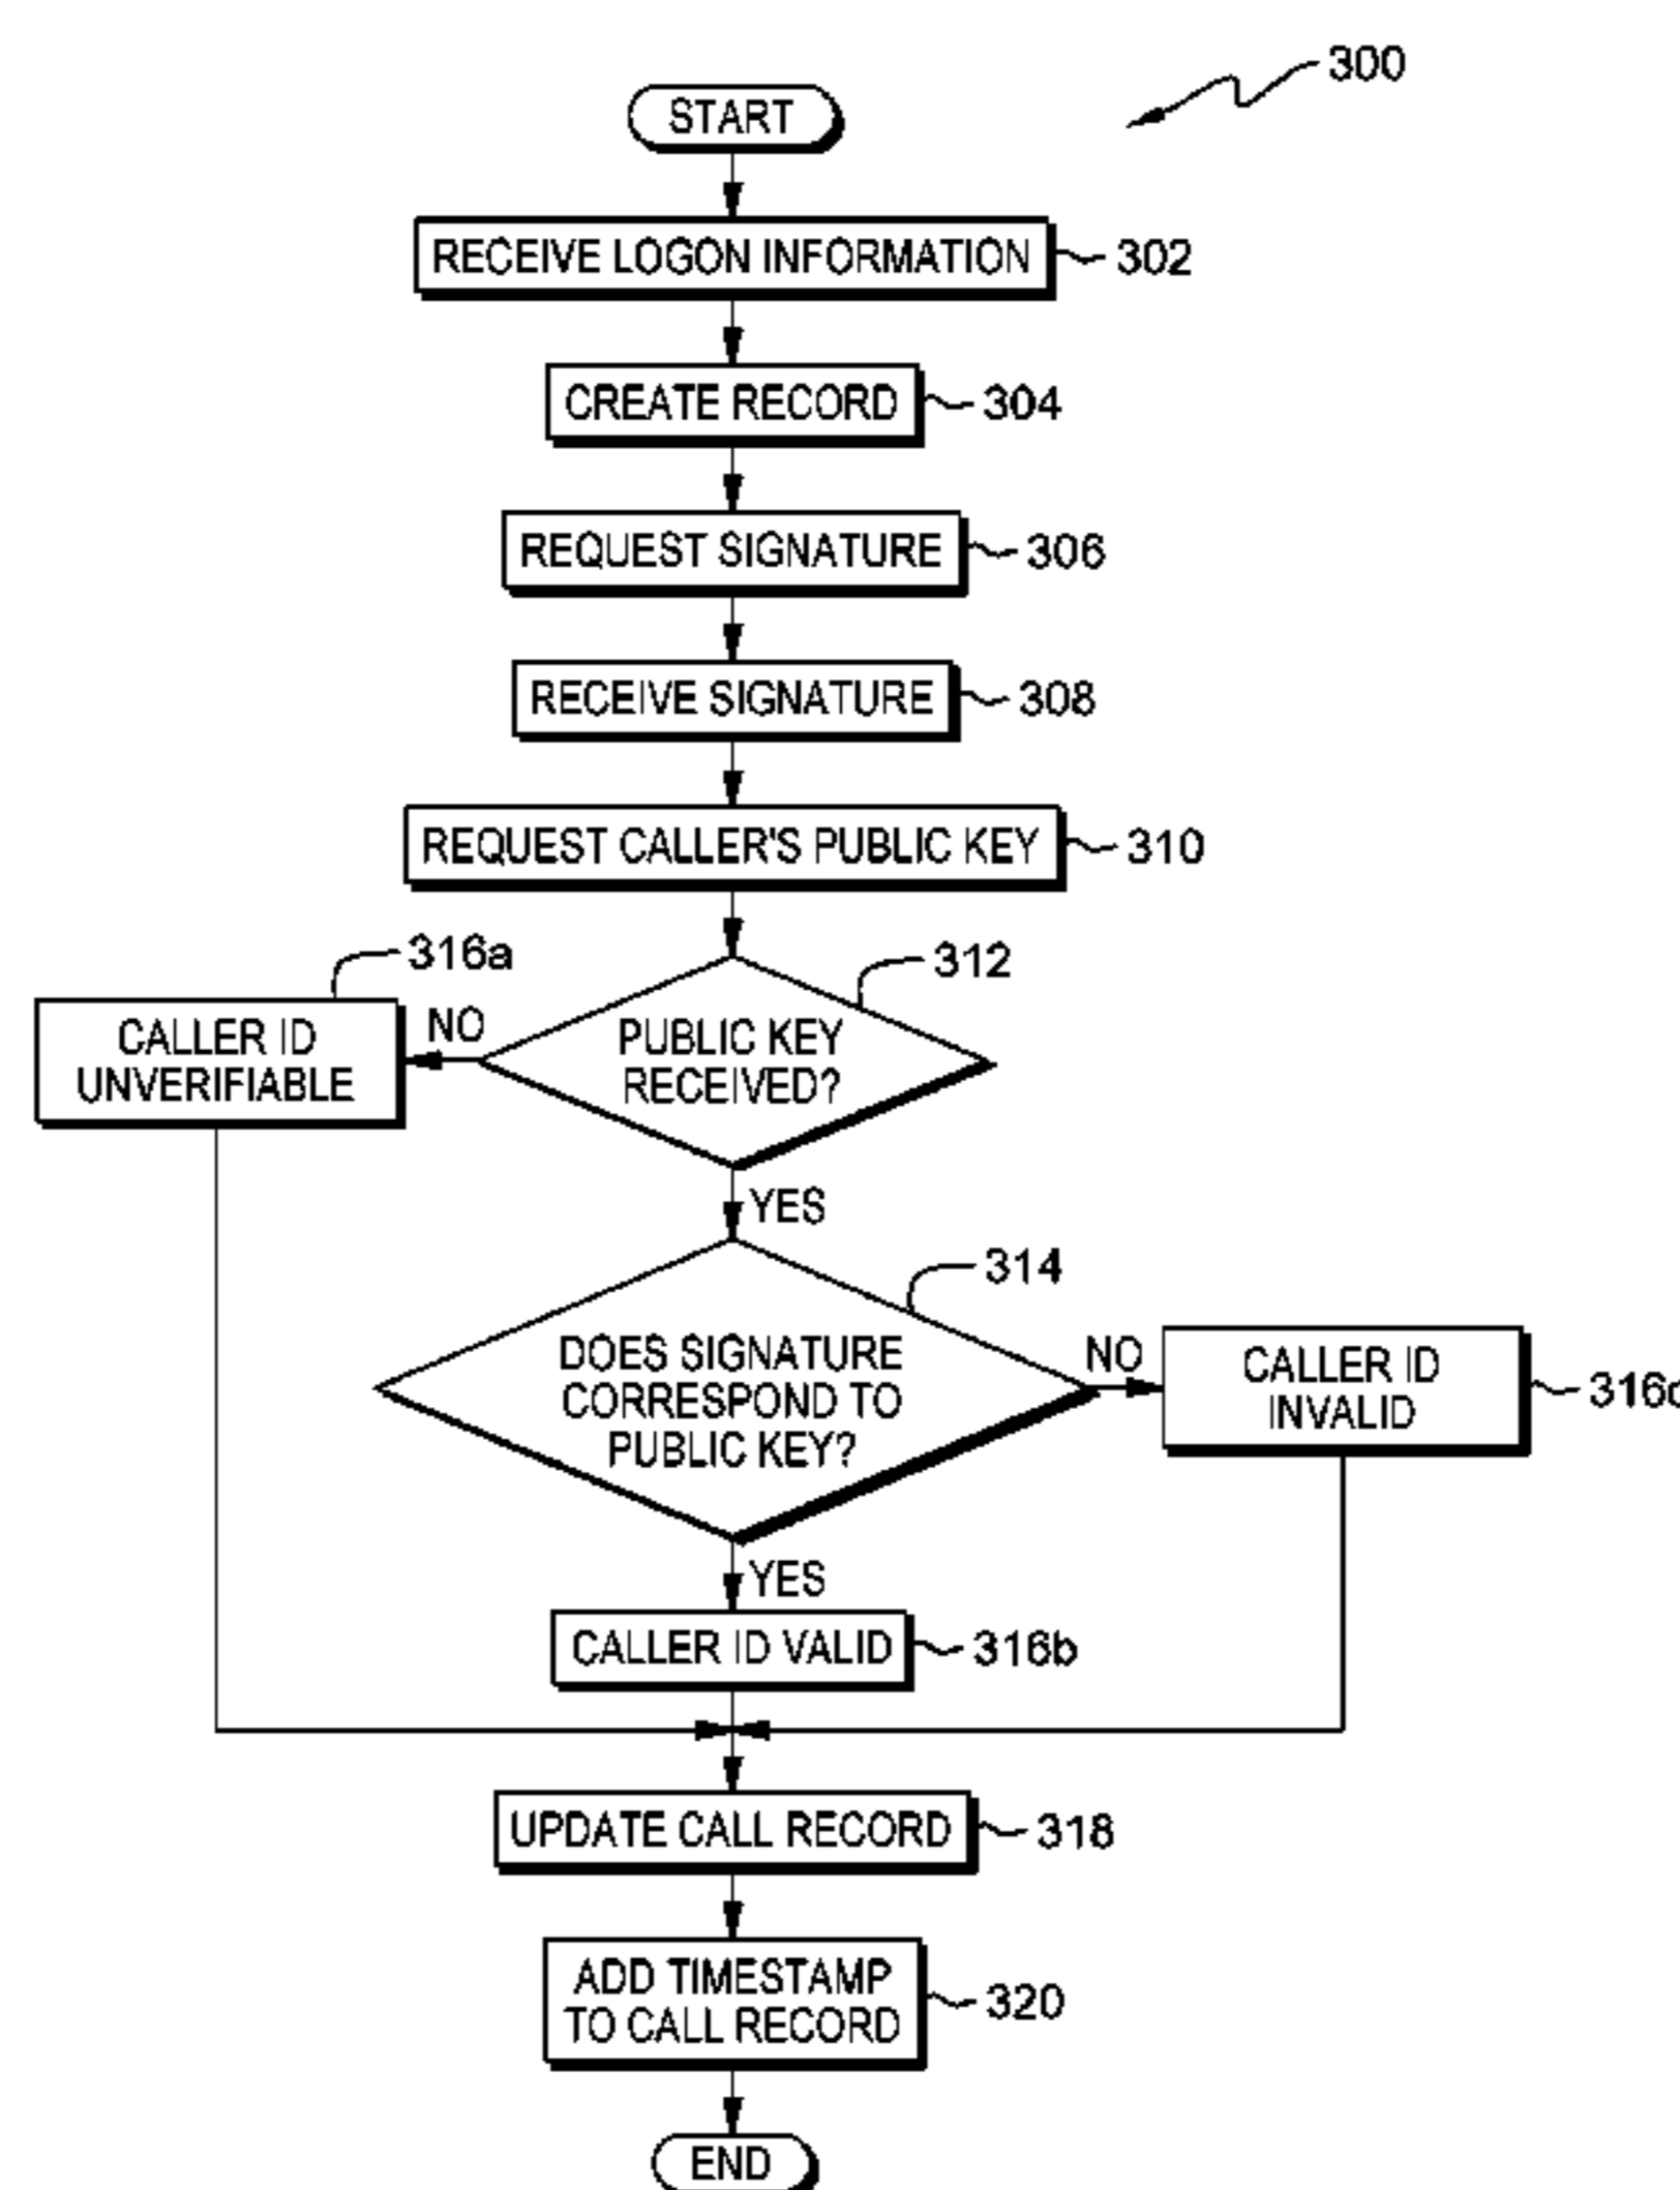 300
START
RECEIVE LOGON INFORMATION
302
CREATE RECORD
304
REQUEST SIGNATURE
306
RECEIVE SIGNATURE
308
REQUEST CALLER'S PUBLIC KEY
310
316a
312
CALLER ID
UNVERIFIABLE
NO
PUBLIC KEY
RECEIVED?
YES
314
DOES SIGNATURE
CORRESPOND TO
PUBLIC KEY?
NO
CALLER ID
INVALID
316c
YES
CALLER ID VALID
316b
UPDATE CALL RECORD
318
ADD TIMESTAMP
TO CALL RECORD
320
END